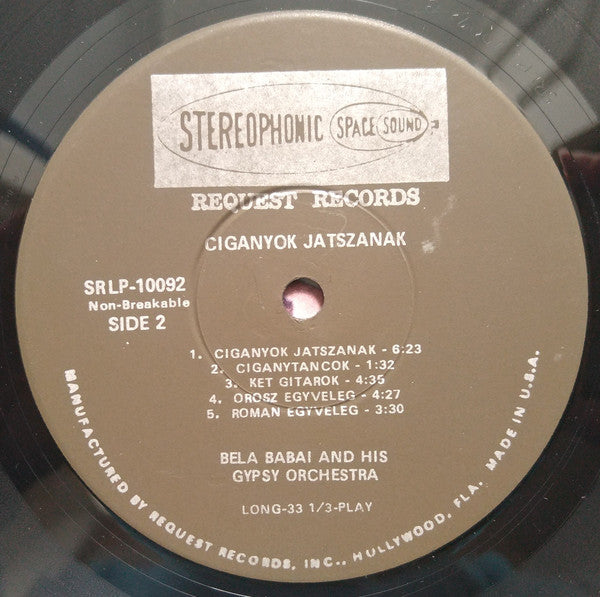 STEREOPHONIC SPACE SOUND
REQUEST RECORDS
CIGANYOK JATSZANAK
SRLP-10092
Non-Breakable
SIDE 2
1. CIGANYOK JATSZANAK - 6:23
2. CIGANYTANCOK - 1:32
3. KET GITAROK - 4:35
4. OROSZ EGYVELEG - 4:27
5. ROMAN EGYVELEG - 3:30
BELA BABAI AND HIS
GYPSY ORCHESTRA
LONG-33 1/3-PLAY
MANUFACTURED BY REQUEST RECORDS, INC., HOLLYWOOD, FLA. MADE IN U.S.A.